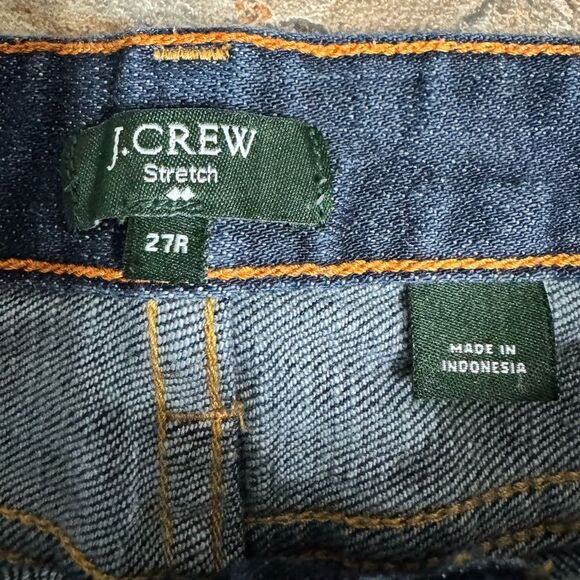 J.CREW
Stretch
27R
MADE IN
INDONESIA